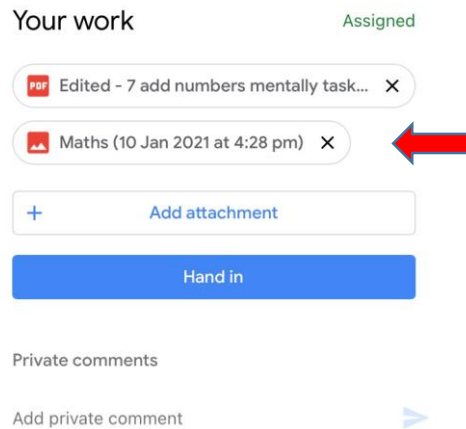 Your work
Assigned
PDF Edited - 7 add numbers mentally task...
Maths (10 Jan 2021 at 4:28 pm)
+ Add attachment
Hand in
Private comments
Add private comment